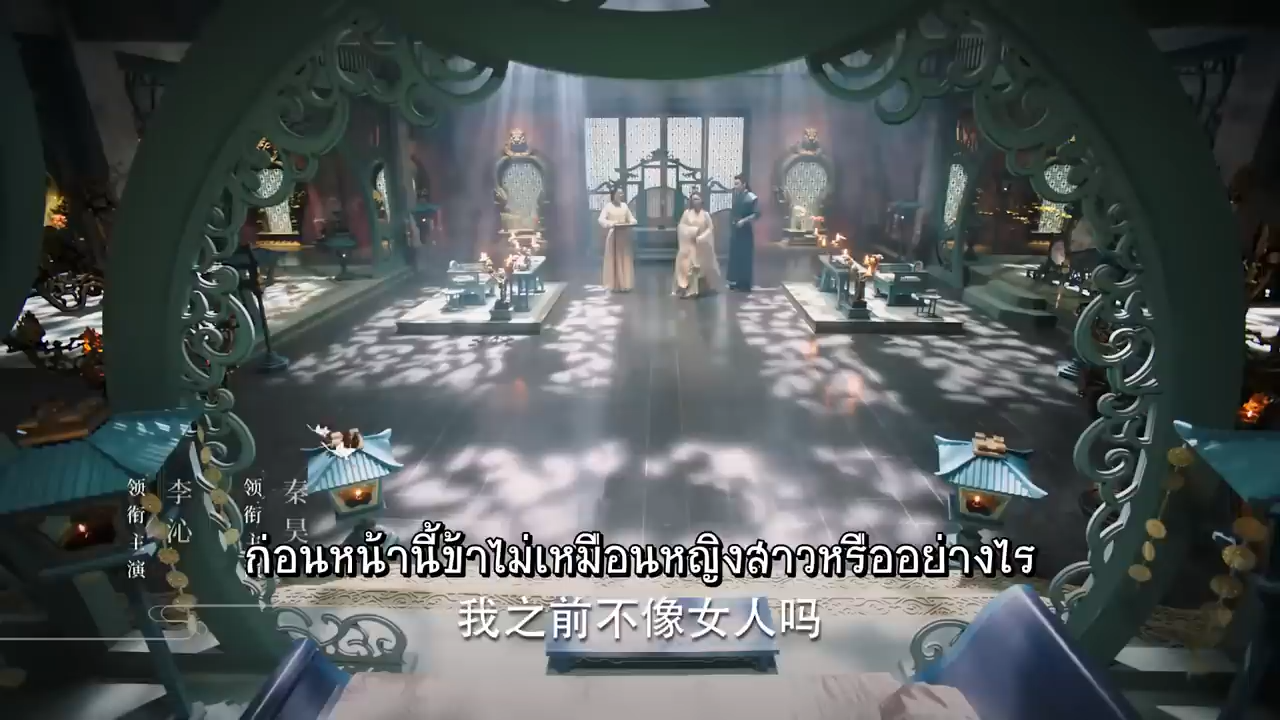 秦昊
领衔主
李沁
领衔主演
ก่อนหน้านี้ข้าไม่เหมือนหญิงสาวหรืออย่างไร
我之前不像女人吗